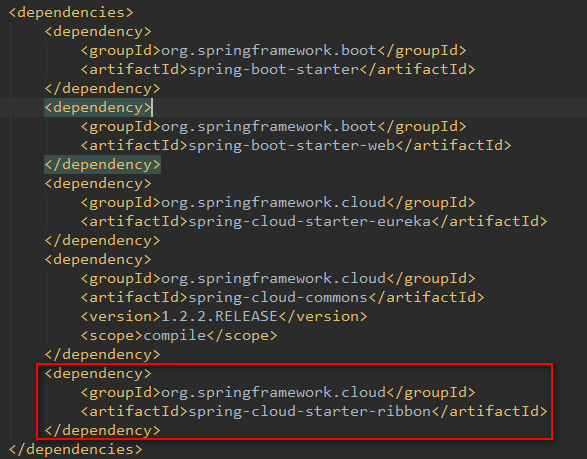 <dependencies>
<dependency>
<groupId>org.springframework.boot</groupId>
<artifactId>spring-boot-starter</artifactId>
</dependency>
<dependency>
<groupId>org.springframework.boot</groupId>
<artifactId>spring-boot-starter-web</artifactId>
</dependency>
<dependency>
<groupId>org.springframework.cloud</groupId>
<artifactId>spring-cloud-starter-eureka</artifactId>
</dependency>
<dependency>
<groupId>org.springframework.cloud</groupId>
<artifactId>spring-cloud-commons</artifactId>
<version>1.2.2.RELEASE</version>
<scope>compile</scope>
</dependency>
<dependency>
<groupId>org.springframework.cloud</groupId>
<artifactId>spring-cloud-starter-ribbon</artifactId>
</dependency>
</dependencies>